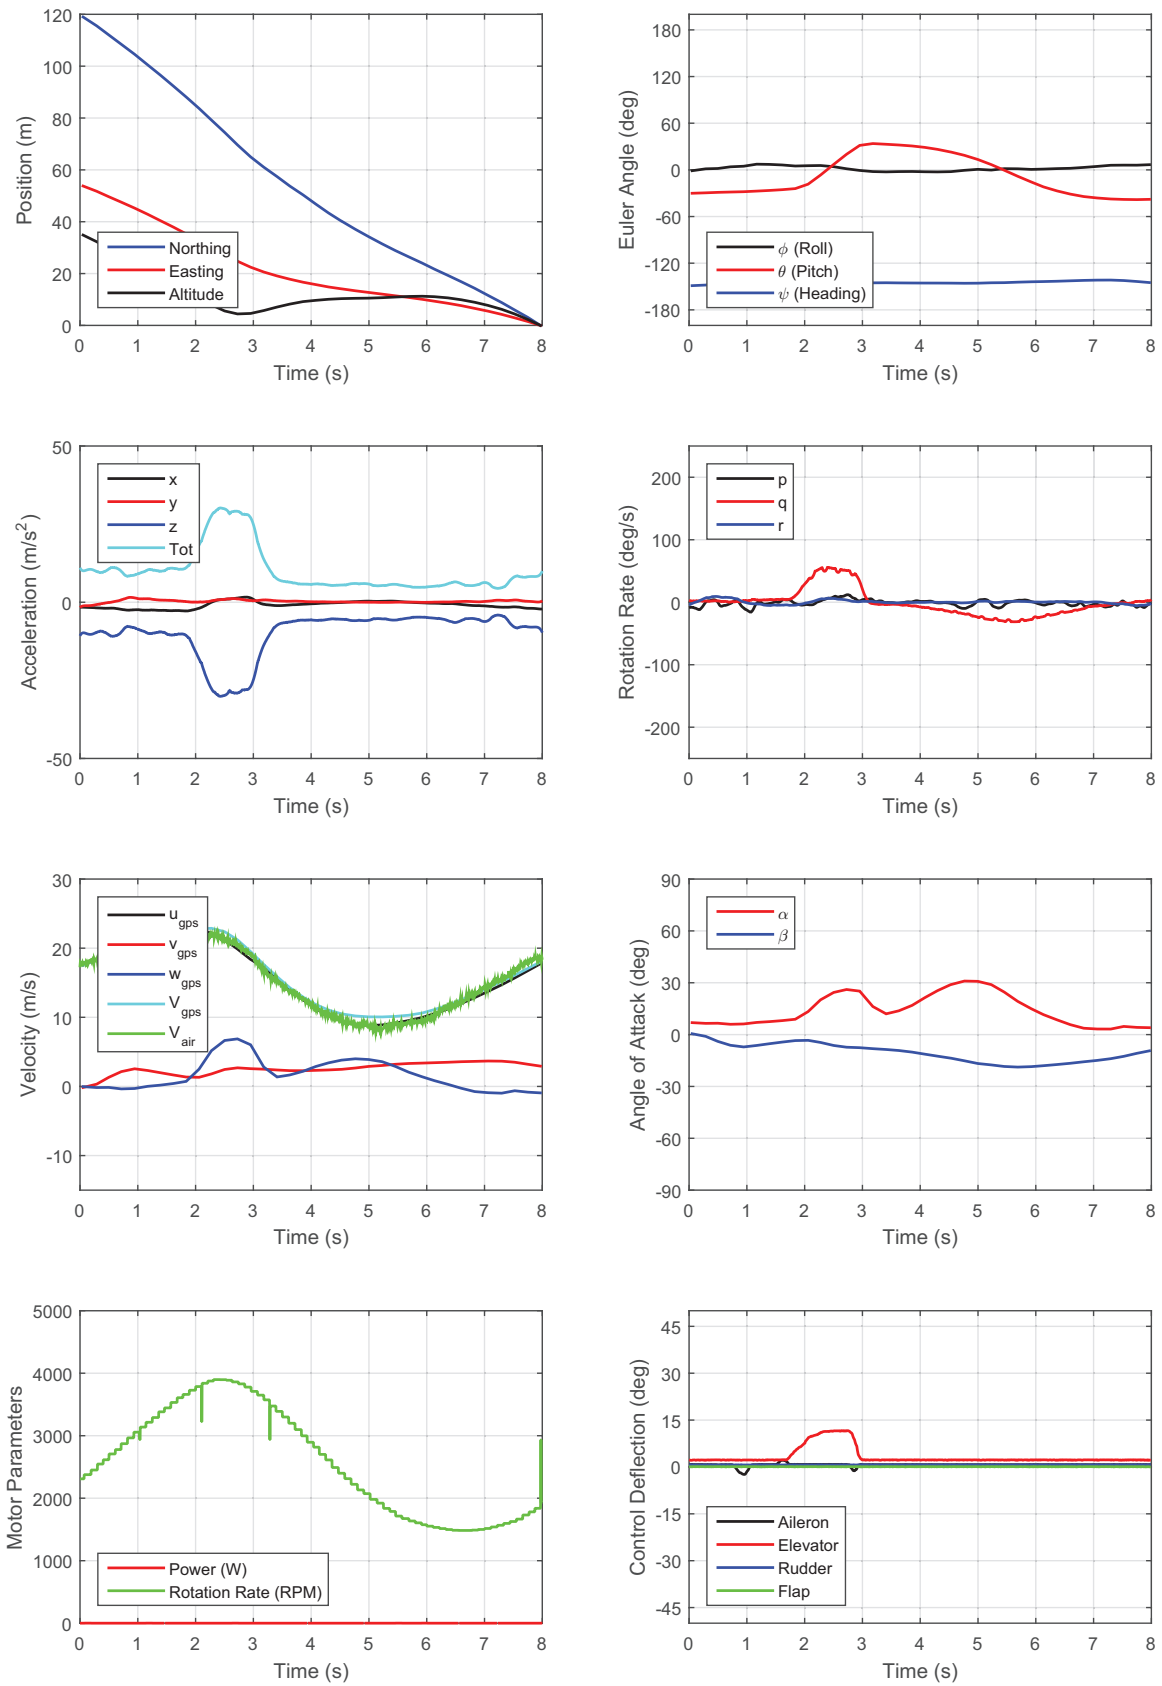 120
100
80
60
40
20
0
Position (m)
Northing
Easting
Altitude
0 1 2 3 4 5 6 7 8
Time (s)
180
120
60
0
-60
-120
-180
Euler Angle (deg)
ϕ (Roll)
θ (Pitch)
ψ (Heading)
0 1 2 3 4 5 6 7 8
Time (s)
50
0
-50
Acceleration (m/s²)
x
y
z
Tot
0 1 2 3 4 5 6 7 8
Time (s)
200
100
0
-100
-200
Rotation Rate (deg/s)
p
q
r
0 1 2 3 4 5 6 7 8
Time (s)
30
20
10
0
-10
Velocity (m/s)
u_gps
v_gps
w_gps
V_gps
V_air
0 1 2 3 4 5 6 7 8
Time (s)
90
60
30
0
-30
-60
-90
Angle of Attack (deg)
α
β
0 1 2 3 4 5 6 7 8
Time (s)
5000
4000
3000
2000
1000
0
Motor Parameters
Power (W)
Rotation Rate (RPM)
0 1 2 3 4 5 6 7 8
Time (s)
45
30
15
0
-15
-30
-45
Control Deflection (deg)
Aileron
Elevator
Rudder
Flap
0 1 2 3 4 5 6 7 8
Time (s)